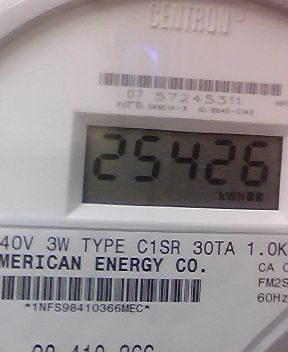 CENTRON®
07 57245311
25426
kWh
40V 3W TYPE C1SR 30TA 1.0K
MERICAN ENERGY CO.
CA 0
FM2S
60Hz
*1NFS98410366MEC*